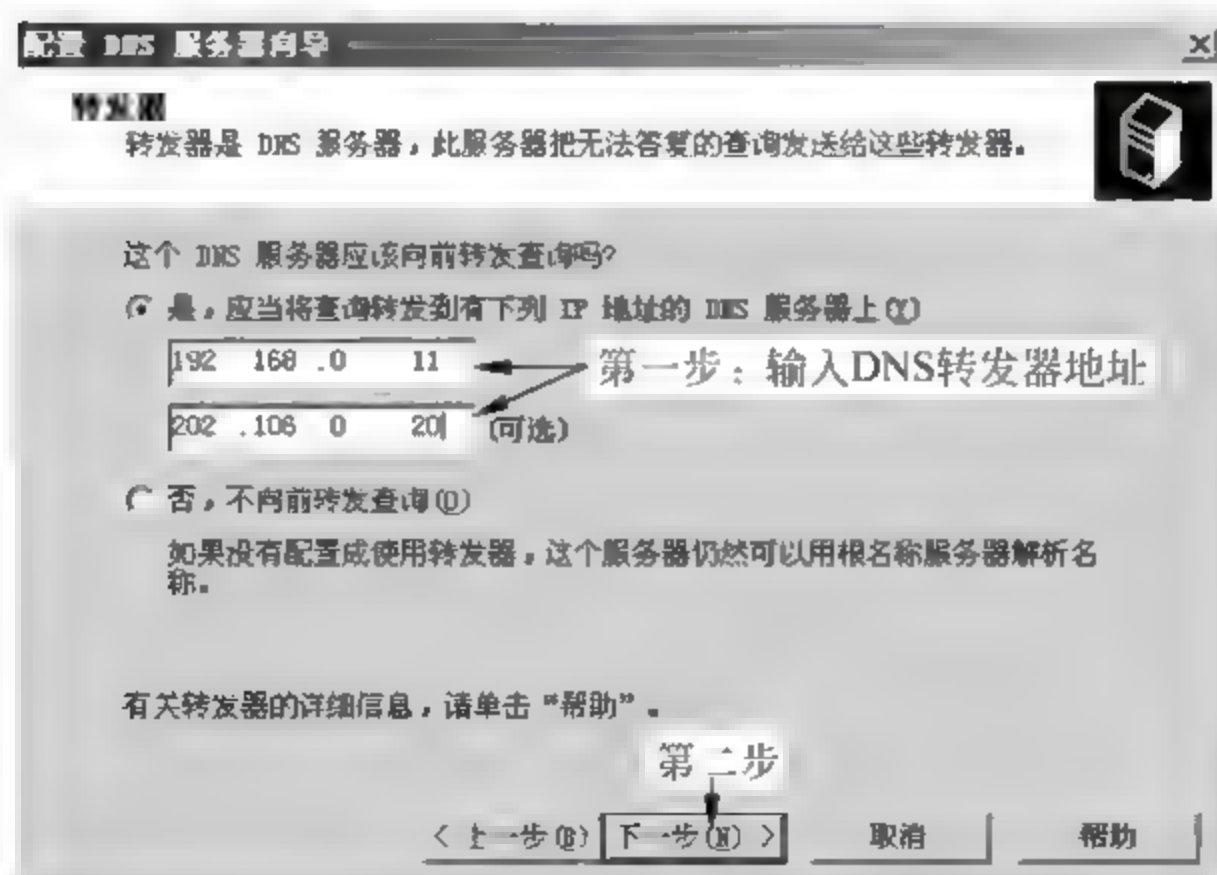 配置 DNS 服务器向导
转发器
转发器是 DNS 服务器，此服务器把无法答复的查询发送给这些转发器。
这个 DNS 服务器应该向前转发查询吗?
是，应当将查询转发到有下列 IP 地址的 DNS 服务器上(Y)
192 168 .0 11
第一步：输入DNS转发器地址
202 .106 0 20
(可选)
否，不向前转发查询(O)
如果没有配置成使用转发器，这个服务器仍然可以用根名称服务器解析名
称。
有关转发器的详细信息，请单击“帮助”。
第二步
< 上一步(B)
下一步(N) >
取消
帮助